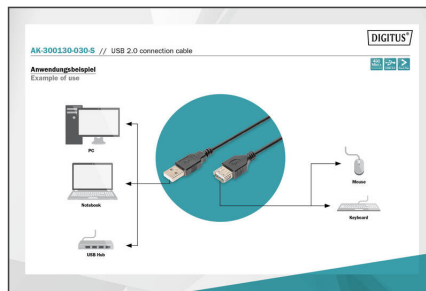 DIGITUS®
AK-300130-030-S // USB 2.0 connection cable
Anwendungsbeispiel
Example of use
480
PC
Notebook
USB Hub
Mouse
Keyboard